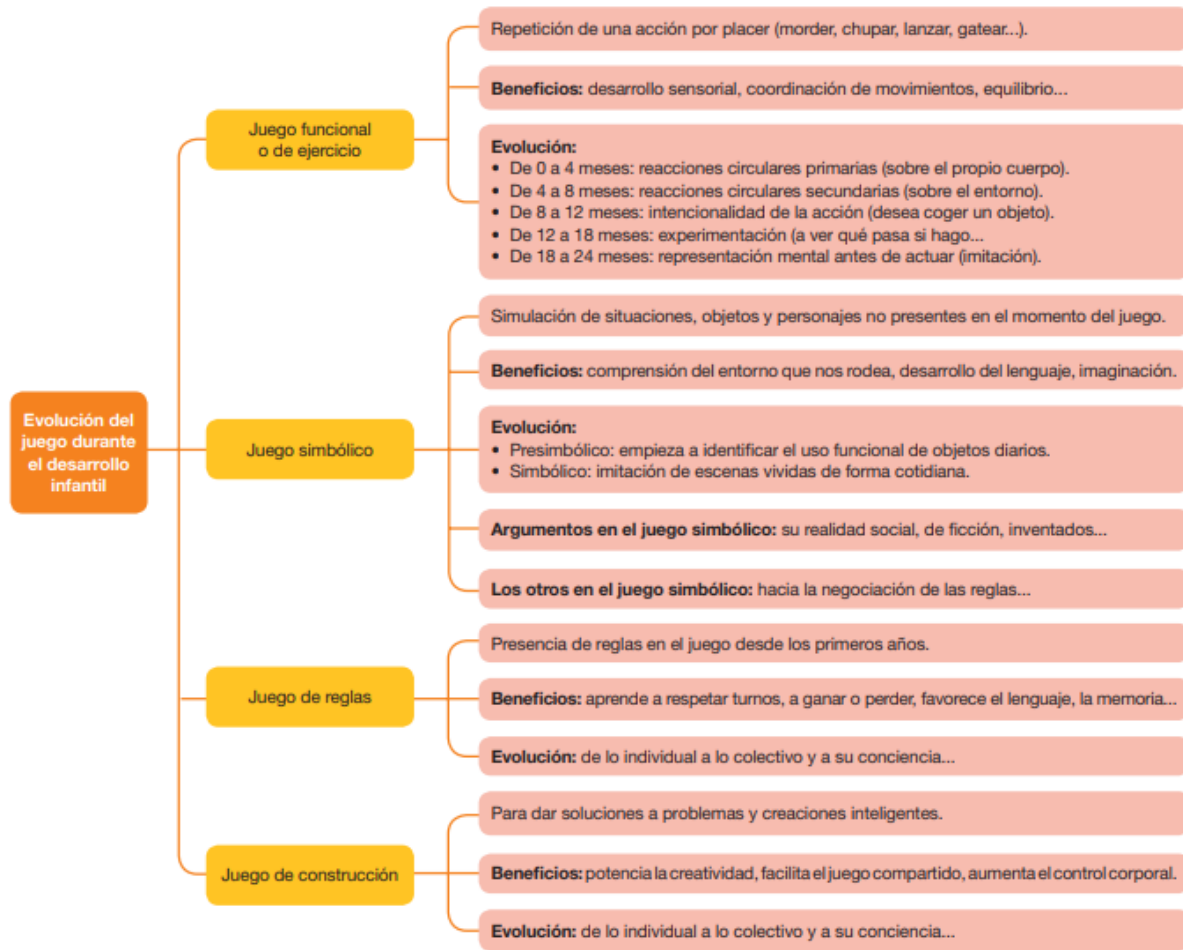 Evolución del
juego durante
el desarrollo
infantil
Juego funcional
o de ejercicio
Repetición de una acción por placer (morder, chupar, lanzar, gatear...).
Beneficios: desarrollo sensorial, coordinación de movimientos, equilibrio...
Evolución:
• De 0 a 4 meses: reacciones circulares primarias (sobre el propio cuerpo).
• De 4 a 8 meses: reacciones circulares secundarias (sobre el entorno).
• De 8 a 12 meses: intencionalidad de la acción (desea coger un objeto).
• De 12 a 18 meses: experimentación (a ver qué pasa si hago...
• De 18 a 24 meses: representación mental antes de actuar (imitación).
Juego simbólico
Simulación de situaciones, objetos y personajes no presentes en el momento del juego.
Beneficios: comprensión del entorno que nos rodea, desarrollo del lenguaje, imaginación.
Evolución:
• Presimbólico: empieza a identificar el uso funcional de objetos diarios.
• Simbólico: imitación de escenas vividas de forma cotidiana.
Argumentos en el juego simbólico: su realidad social, de ficción, inventados...
Los otros en el juego simbólico: hacia la negociación de las reglas...
Juego de reglas
Presencia de reglas en el juego desde los primeros años.
Beneficios: aprende a respetar turnos, a ganar o perder, favorece el lenguaje, la memoria...
Evolución: de lo individual a lo colectivo y a su conciencia...
Juego de construcción
Para dar soluciones a problemas y creaciones inteligentes.
Beneficios: potencia la creatividad, facilita el juego compartido, aumenta el control corporal.
Evolución: de lo individual a lo colectivo y a su conciencia...